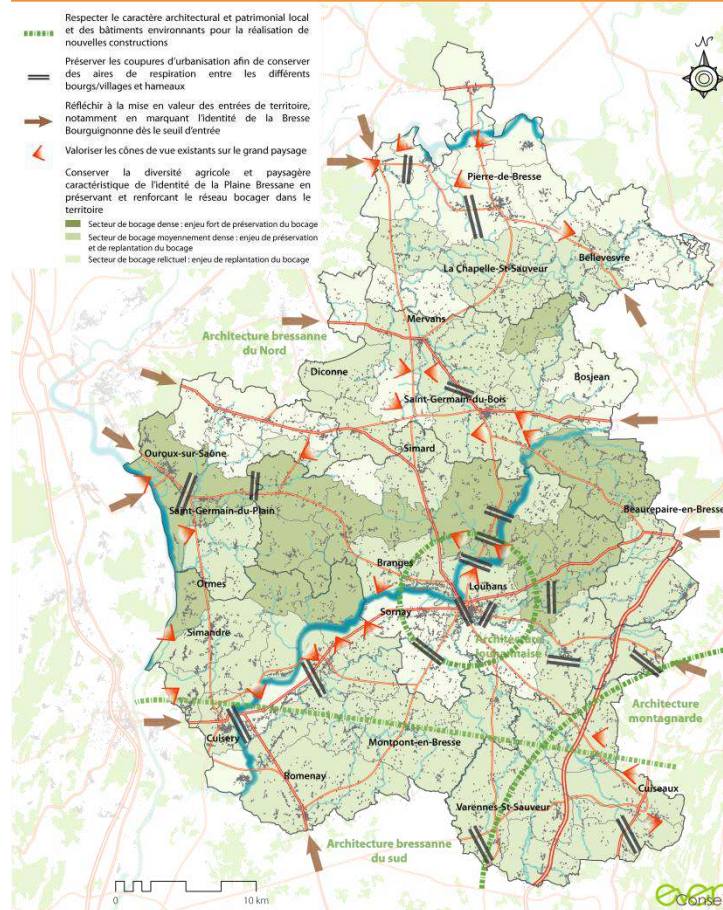 Respecter le caractère architectural et patrimonial local
et des bâtiments environnants pour la réalisation de
nouvelles constructions
Préserver les coupures d'urbanisation afin de conserver
des aires de respiration entre les différents
bourgs/villages et hameaux
Réfléchir à la mise en valeur des entrées de territoire,
notamment en marquant l'identité de la Bresse
Bourguignonne dès le seuil d'entrée
Valoriser les cônes de vue existants sur le grand paysage
Conserver la diversité agricole et paysagère
caractéristique de l'identité de la Plaine Bressane en
préservant et renforçant le réseau bocager dans le
territoire
Secteur de bocage dense : enjeu fort de préservation du bocage
Secteur de bocage moyennement dense : enjeu de préservation
et de replantation du bocage
Secteur de bocage relictuel : enjeu de replantation du bocage
N
Pierre-de-Bresse
Bellevesvre
La Chapelle-St-Sauveur
Mervans
Architecture bressanne
du Nord
Diconne
Bosjean
Saint-Germain-du-Bois
Simard
Ouroux-sur-Saône
Saint-Germain-du-Plain
Beaurepaire-en-Bresse
Branges
Ormes
Louhans
Sornay
Simandre
Architecture
louhannaise
Architecture
montagnarde
Cuisery
Montpont-en-Bresse
Romenay
Cuiseaux
Varennes-St-Sauveur
Architecture bressanne
du sud
0
10 km
Conse